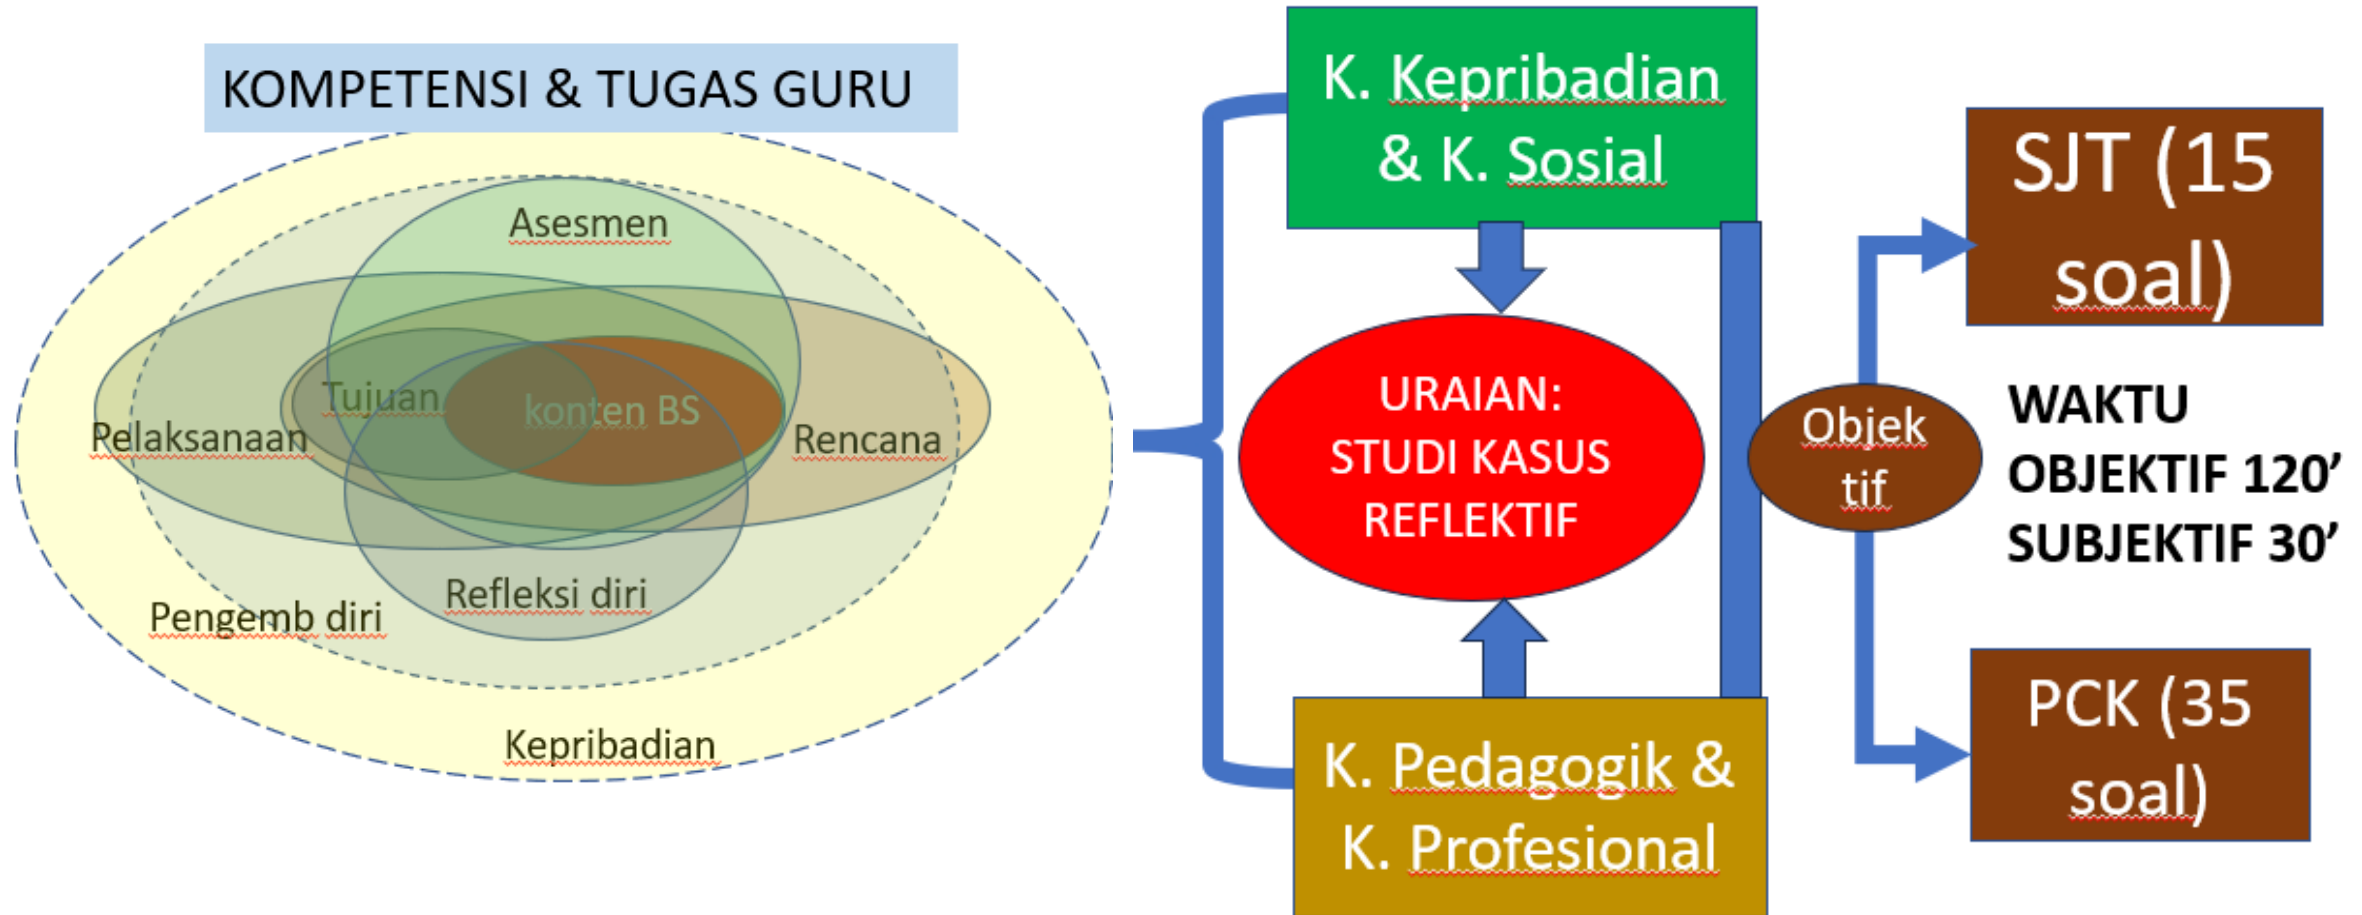 KOMPETENSI & TUGAS GURU
Asesmen
Tujuan
konten BS
Pelaksanaan
Rencana
Refleksi diri
Pengemb diri
Kepribadian
K. Kepribadian
& K. Sosial
URAIAN:
STUDI KASUS
REFLEKTIF
K. Pedagogik &
K. Profesional
Objek
tif
SJT (15
soal)
WAKTU
OBJEKTIF 120’
SUBJEKTIF 30’
PCK (35
soal)